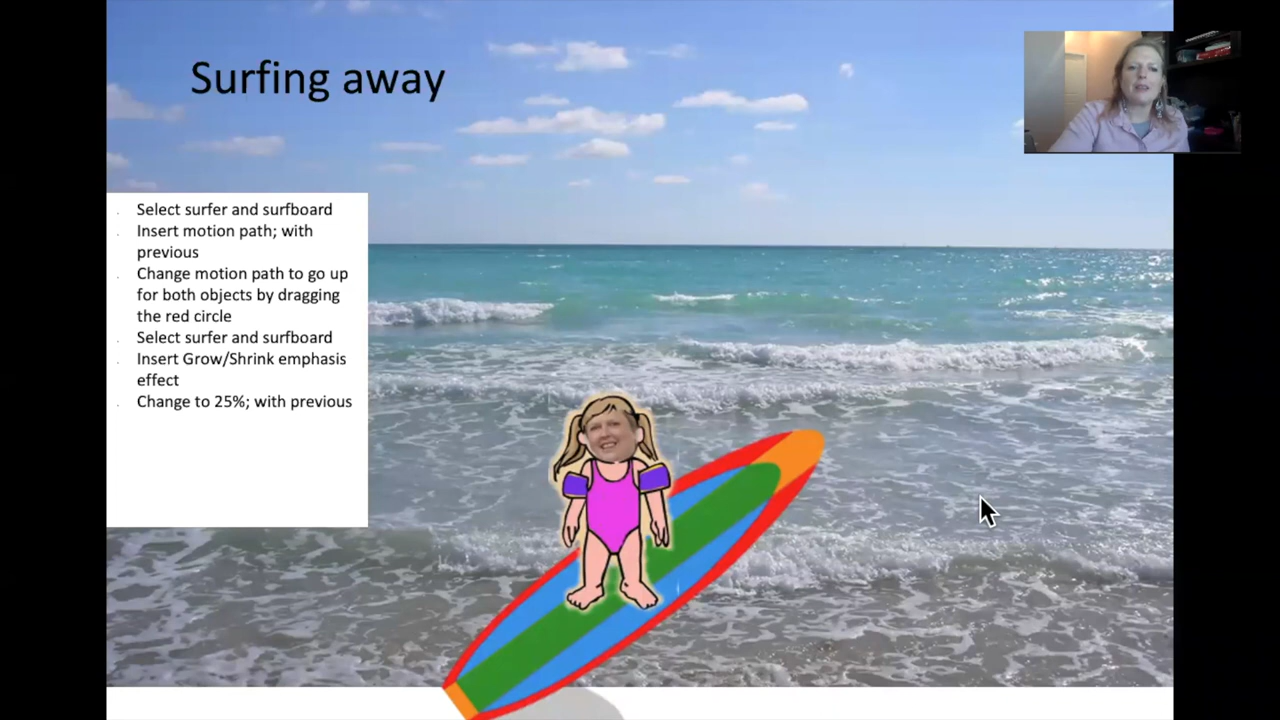 Surfing away
Select surfer and surfboard
Insert motion path; with
previous
Change motion path to go up
for both objects by dragging
the red circle
Select surfer and surfboard
Insert Grow/Shrink emphasis
effect
Change to 25%; with previous